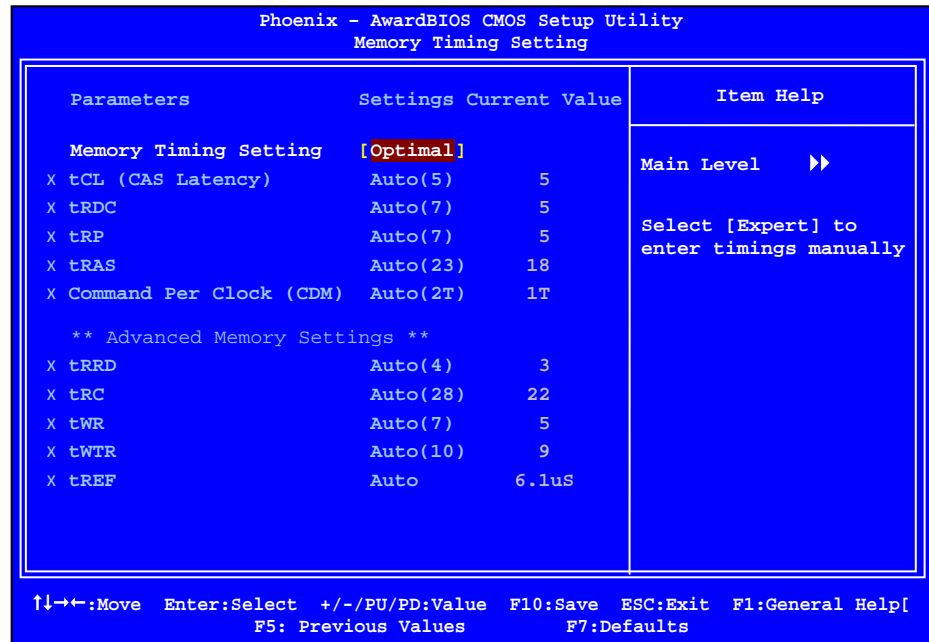 Phoenix – AwardBIOS CMOS Setup Utility
Memory Timing Setting
Parameters Settings Current Value
Memory Timing Setting [Optimal]
X tCL (CAS Latency) Auto(5) 5
X tRDC Auto(7) 5
X tRP Auto(7) 5
X tRAS Auto(23) 18
X Command Per Clock (CDM) Auto(2T) 1T
** Advanced Memory Settings **
X tRRD Auto(4) 3
X tRC Auto(28) 22
X tWR Auto(7) 5
X tWTR Auto(10) 9
X tREF Auto 6.1uS
Item Help
Main Level
Select [Expert] to
enter timings manually
↑↓→←:Move Enter:Select +/-/PU/PD:Value F10:Save ESC:Exit F1:General Help[
F5: Previous Values F7:Defaults